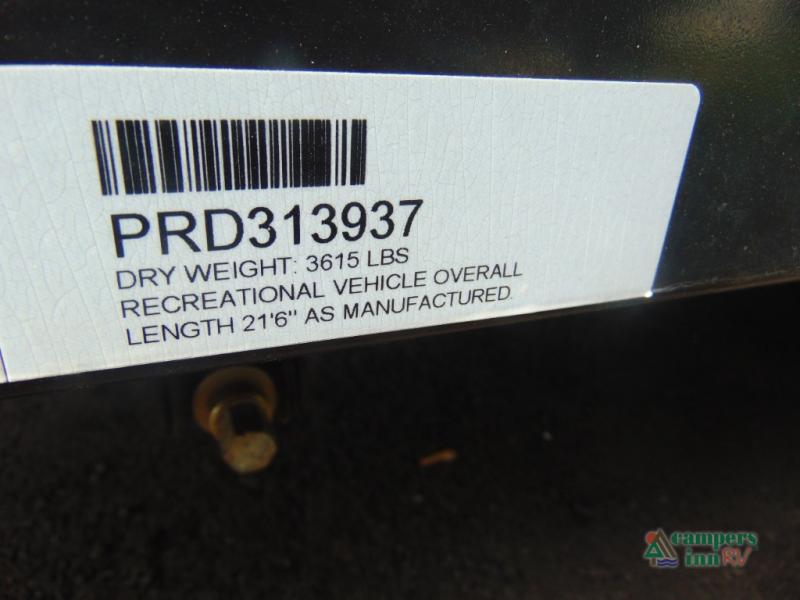 PRD313937
DRY WEIGHT: 3615 LBS
RECREATIONAL VEHICLE OVERALL
LENGTH 21'6" AS MANUFACTURED.
campers
inn RV